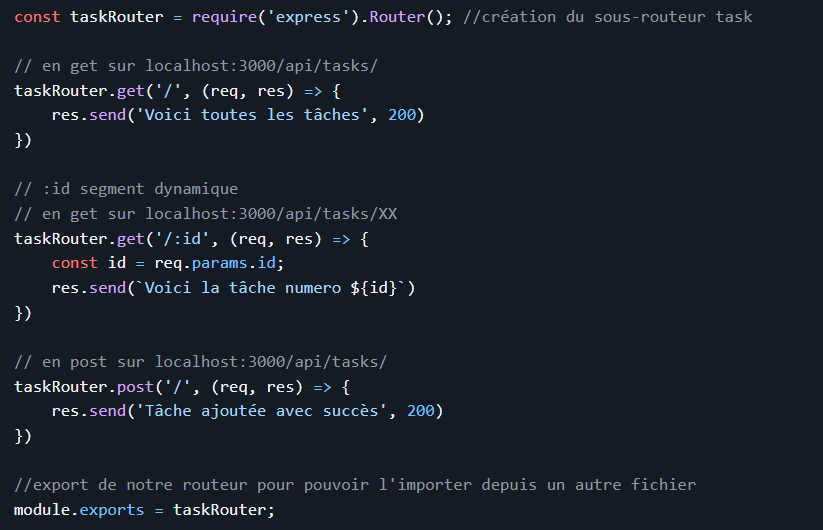 const taskRouter = require('express').Router(); //création du sous-routeur task
// en get sur localhost:3000/api/tasks/
taskRouter.get('/', (req, res) => {
    res.send('Voici toutes les tâches', 200)
})
// :id segment dynamique
// en get sur localhost:3000/api/tasks/XX
taskRouter.get('/:id', (req, res) => {
    const id = req.params.id;
    res.send(`Voici la tâche numero ${id}`)
})
// en post sur localhost:3000/api/tasks/
taskRouter.post('/', (req, res) => {
    res.send('Tâche ajoutée avec succès', 200)
})
//export de notre routeur pour pouvoir l'importer depuis un autre fichier
module.exports = taskRouter;